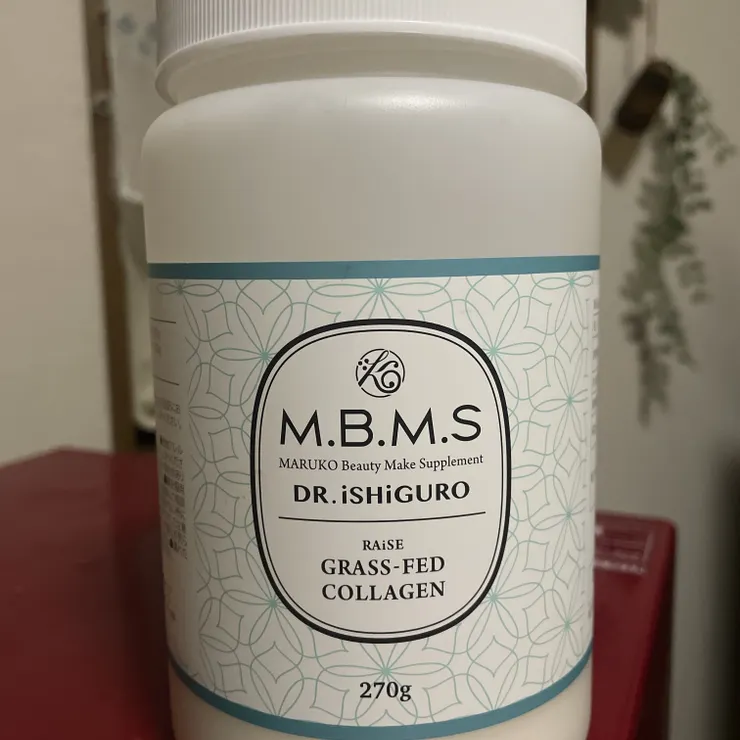 M.B.M.S
MARUKO Beauty Make Supplement
DR.iSHiGURO
RAiSE
GRASS-FED
COLLAGEN
270g